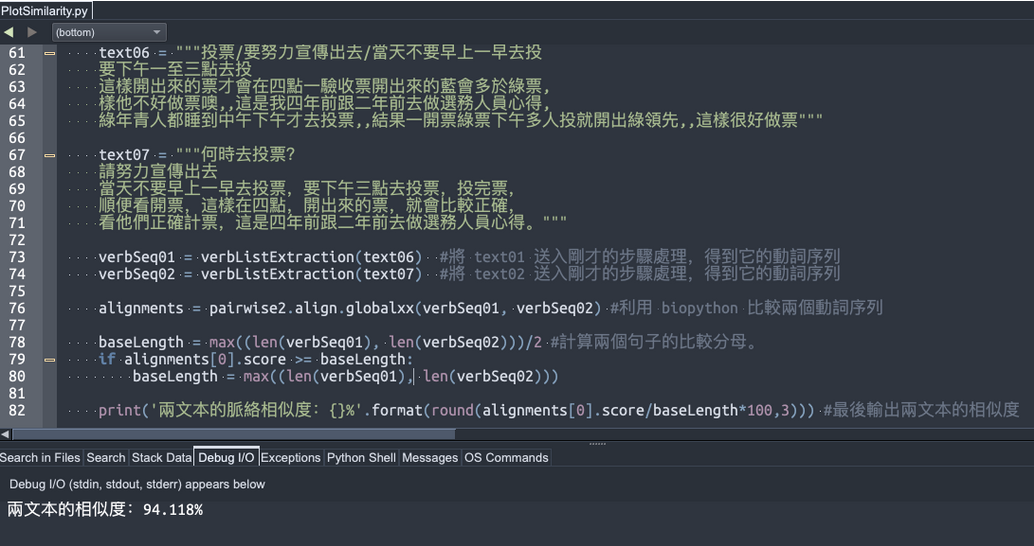 PlotSimilarity.py
(bottom)
61 text06 = """投票/要努力宣傳出去/當天不要早上一早去投
62 要下午一至三點去投
63 這樣開出來的票才會在四點一驗收票開出來的藍會多於綠票,
64 樣他不好做票噢,,這是我四年前跟二年前去做選務人員心得,
65 綠年青人都睡到中午下午才去投票,,結果一開票綠票下午多人投就開出綠領先,,這樣很好做票"""
66
67 text07 = """何時去投票?
68 請努力宣傳出去
69 當天不要早上一早去投票，要下午三點去投票，投完票，
70 順便看開票，這樣在四點，開出來的票，就會比較正確，
71 看他們正確計票，這是四年前跟二年前去做選務人員心得。"""
72
73 verbSeq01 = verbListExtraction(text06) #將 text01 送入剛才的步驟處理，得到它的動詞序列
74 verbSeq02 = verbListExtraction(text07) #將 text02 送入剛才的步驟處理，得到它的動詞序列
75
76 alignments = pairwise2.align.globalxx(verbSeq01, verbSeq02) #利用 biopython 比較兩個動詞序列
77
78 baseLength = max((len(verbSeq01), len(verbSeq02)))/2 #計算兩個句子的比較分母。
79 if alignments[0].score >= baseLength:
80 baseLength = max((len(verbSeq01), len(verbSeq02)))
81
82 print('兩文本的脈絡相似度: {}%'.format(round(alignments[0].score/baseLength*100,3))) #最後輸出兩文本的相似度
Search in Files Search Stack Data Debug I/O Exceptions Python Shell Messages OS Commands
Debug I/O (stdin, stdout, stderr) appears below
兩文本的相似度: 94.118%